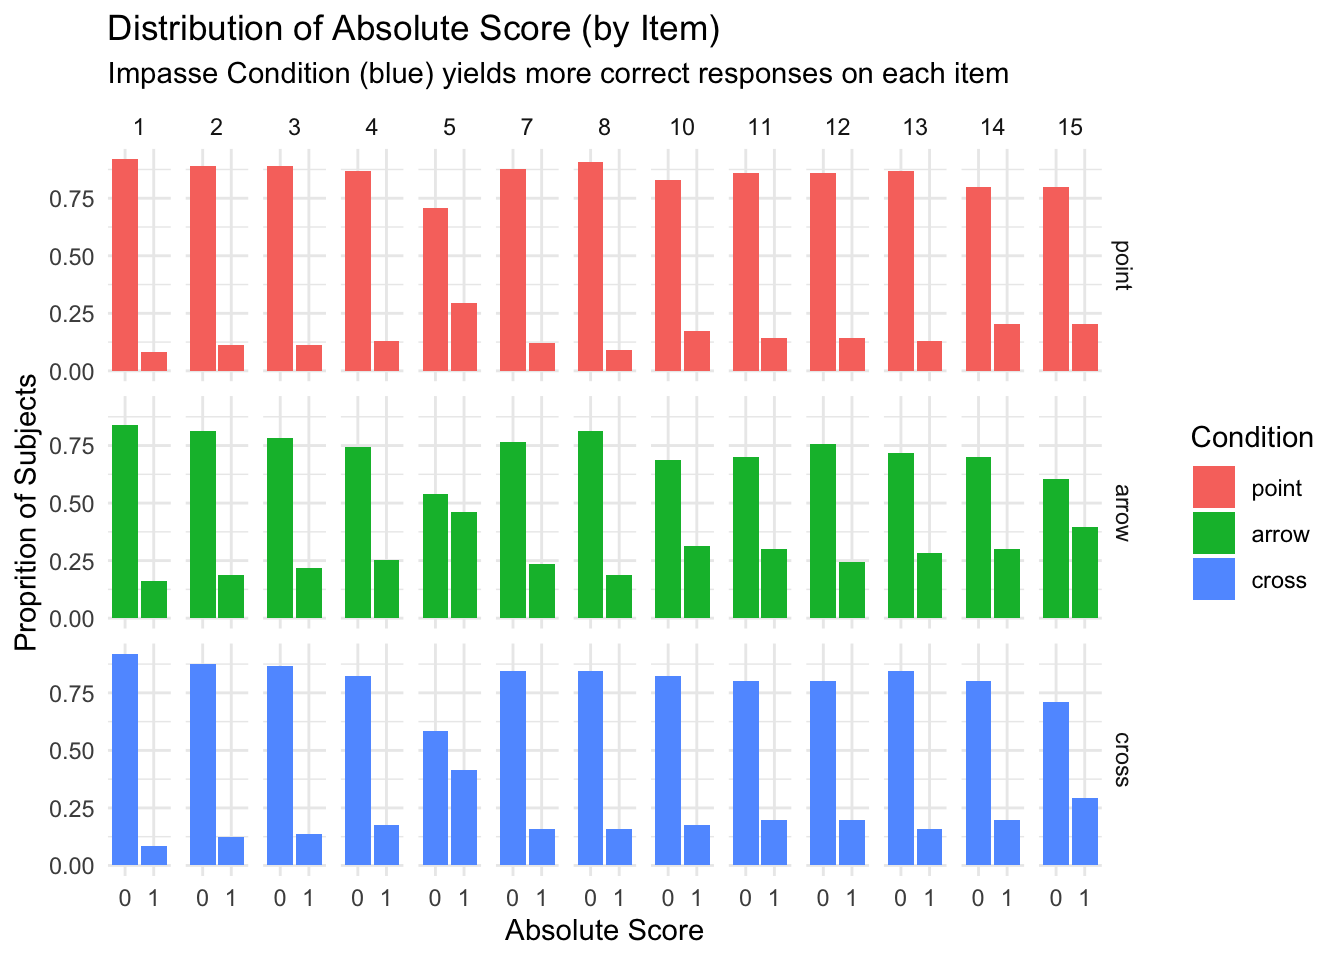 Distribution of Absolute Score (by Item)
Impasse Condition (blue) yields more correct responses on each item
1 2 3 4 5 7 8 10 11 12 13 14 15
0.75
0.50
0.25
0.00
point
0.75
0.50
0.25
0.00
arrow
0.75
0.50
0.25
0.00
cross
0 1 0 1 0 1 0 1 0 1 0 1 0 1 0 1 0 1 0 1 0 1 0 1 0 1
Absolute Score
Proprition of Subjects
Condition
point
arrow
cross